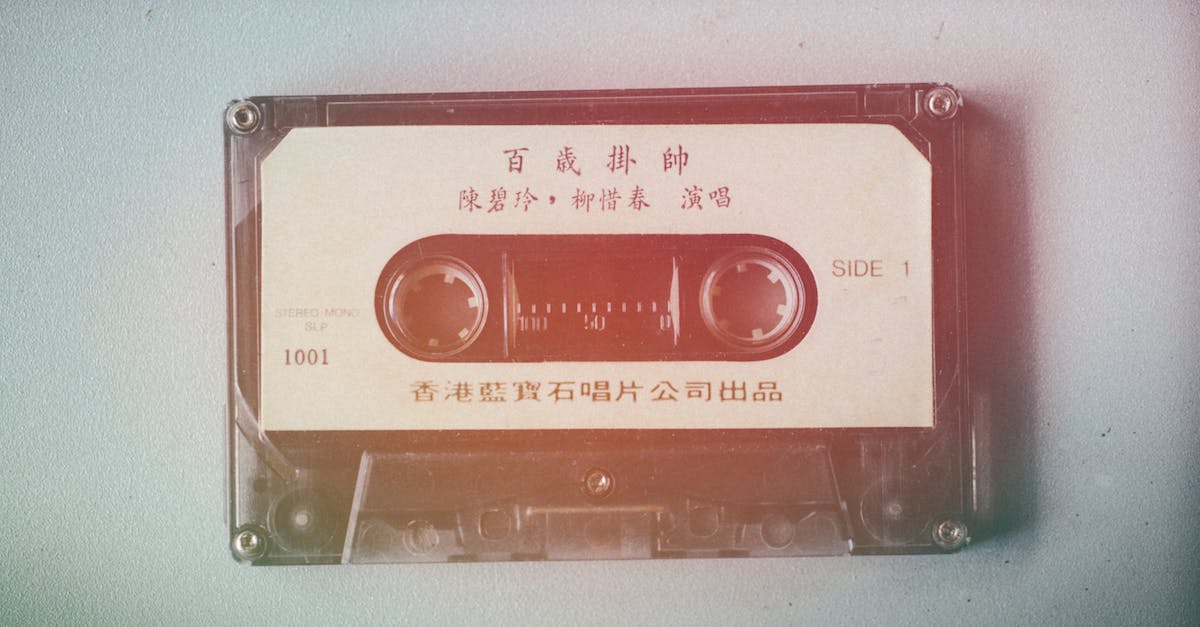 百歲掛帥
陳碧玲，柳惜春 演唱
SIDE 1
STEREO-MONO
SLP
1001
100 50 0
香港藍寶石唱片公司出品